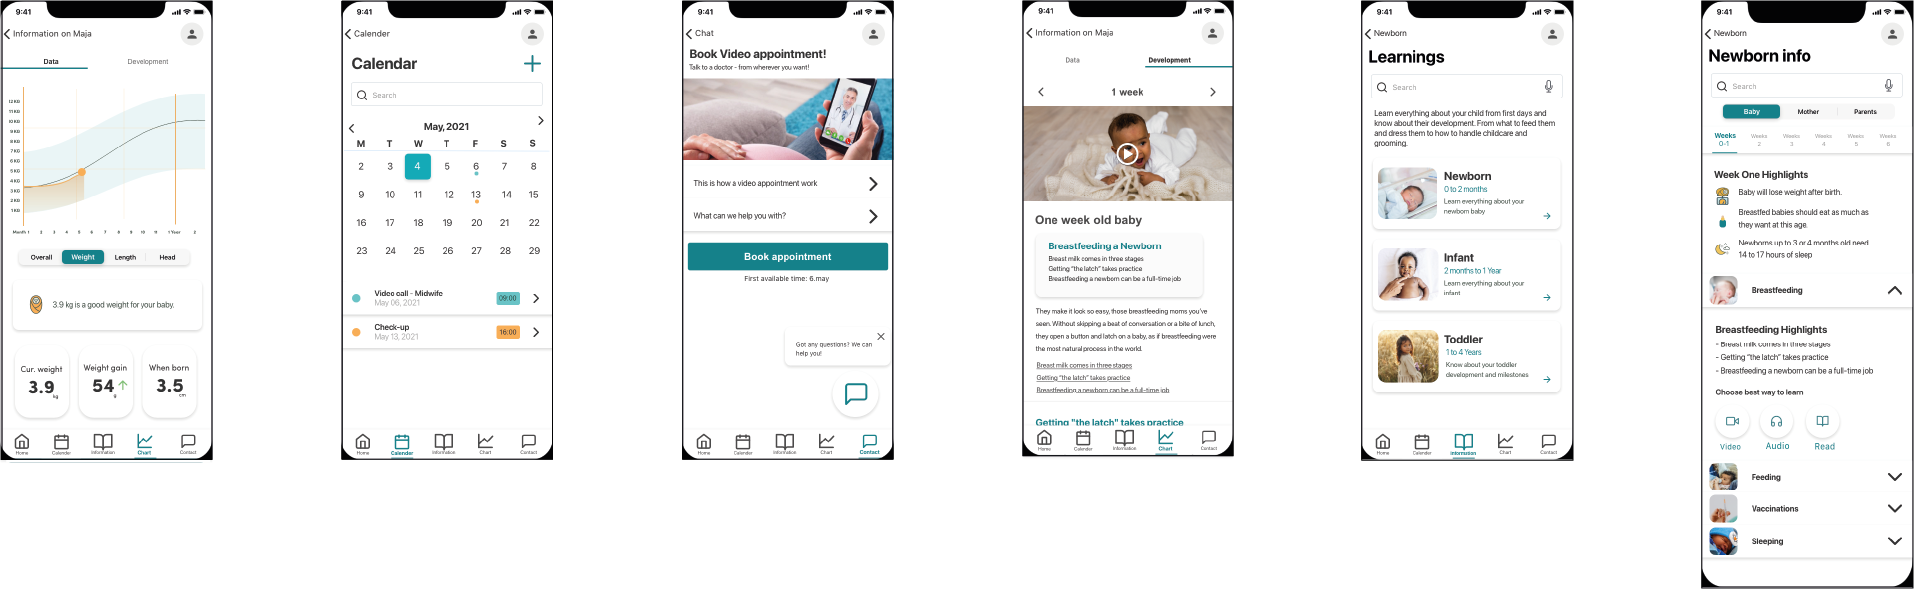 9:41
Information on Maja
Data
Development
12 KG
11 KG
10 KG
9 KG
8 KG
7 KG
6 KG
5 KG
4 KG
3 KG
2 KG
1 KG
Month 1 2 3 4 5 6 7 8 9 10 11 1 Year 2
Overall
Weight
Length
Head
3.9 kg is a good weight for your baby.
Cur. weight
3.9
kg
Weight gain
54
g
When born
3.5
cm
Home
Calender
Information
Chart
Contact
9:41
Calender
Calendar
Search
May, 2021
M T W T F S S
2 3 4 5 6 7 8
9 10 11 12 13 14 15
16 17 18 19 20 21 22
23 24 25 26 27 28 29
Video call - Midwife
May 06, 2021
09:00
Check-up
May 13, 2021
16:00
Home
Calender
Information
Chart
Contact
9:41
Chat
Book Video appointment!
Talk to a doctor - from wherever you want!
This is how a video appointment work
What can we help you with?
Book appointment
First available time: 6.may
Got any questions? We can
help you!
Home
Calender
Information
Chart
Contact
9:41
Information on Maja
Data
Development
1 week
One week old baby
Breastfeeding a Newborn
Breast milk comes in three stages
Getting “the latch” takes practice
Breastfeeding a newborn can be a full-time job
They make it look so easy, those breastfeeding moms you've
seen. Without skipping a beat of conversation or a bite of lunch,
they open a button and latch on a baby, as if breastfeeding were
the most natural process in the world.
Breast milk comes in three stages
Getting “the latch” takes practice
Breastfeeding a newborn can be a full-time job
Getting "the latch" takes practice
Home
Calender
Information
Chart
Contact
9:41
Newborn
Learnings
Search
Learn everything about your child from first days and
know about their development. From what to feed them
and dress them to how to handle childcare and
grooming.
Newborn
0 to 2 months
Learn everything about your
newborn baby
Infant
2 months to 1 Year
Learn everything about your
infant
Toddler
1 to 4 Years
Know about your toddler
development and milestones
Home
Calender
Information
Chart
Contact
9:41
Newborn
Newborn info
Search
Baby
Mother
Parents
Weeks Weeks Weeks Weeks Weeks Weeks
0-1 2 3 4 5 6
Week One Highlights
Baby will lose weight after birth.
Breastfed babies should eat as much as
they want at this age.
Newborns up to 3 or 4 months old need
14 to 17 hours of sleep
Breastfeeding
Breastfeeding Highlights
- Breast milk comes in three stages
- Getting “the latch” takes practice
- Breastfeeding a newborn can be a full-time job
Choose best way to learn
Video
Audio
Read
Feeding
Vaccinations
Sleeping